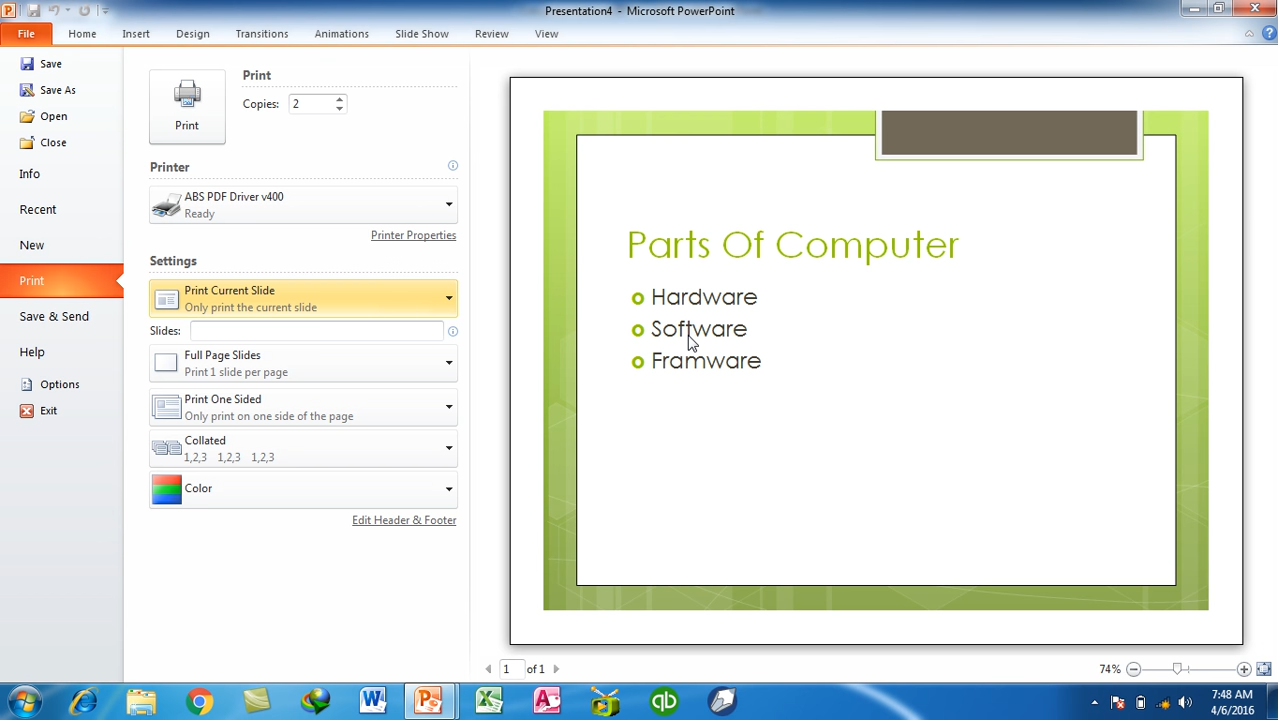 Presentation4 - Microsoft PowerPoint
File Home Insert Design Transitions Animations Slide Show Review View
Save
Save As
Open
Close
Info
Recent
New
Print
Save & Send
Help
Options
Exit
Print
Print
Copies: 2
Printer
ABS PDF Driver v400
Ready
Printer Properties
Settings
Print Current Slide
Only print the current slide
Slides:
Full Page Slides
Print 1 slide per page
Print One Sided
Only print on one side of the page
Collated
1,2,3 1,2,3 1,2,3
Color
Edit Header & Footer
Parts Of Computer
Hardware
Software
Framware
1 of 1
74%
7:48 AM
4/6/2016